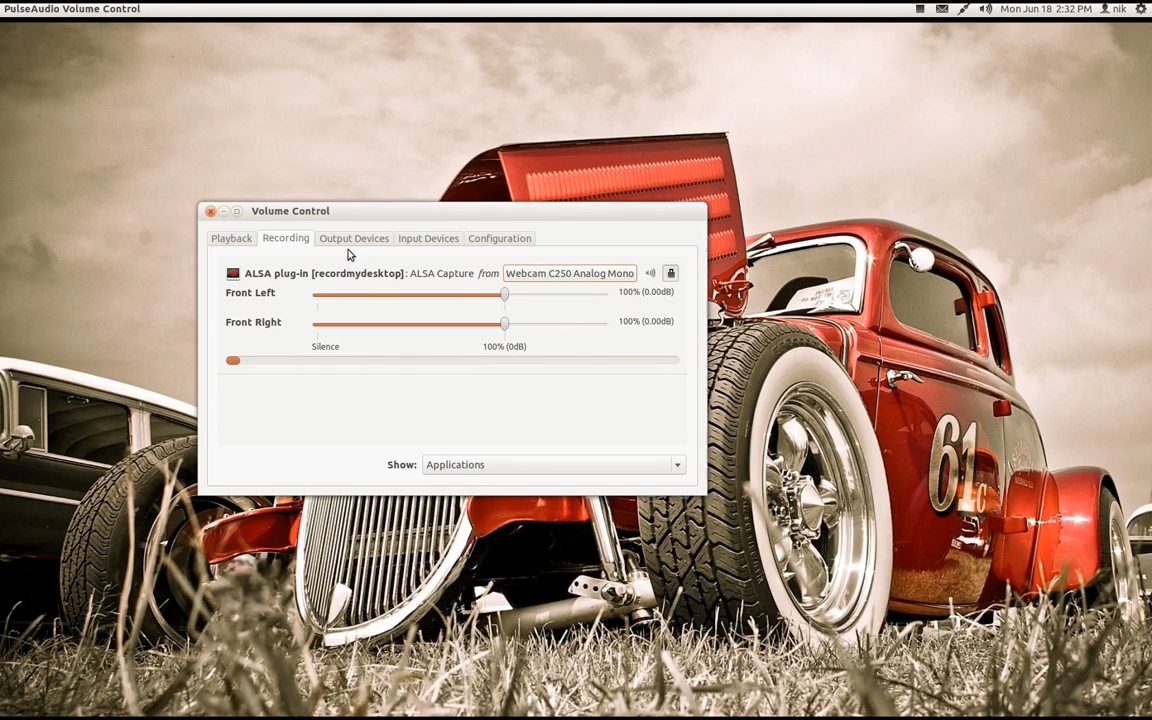 PulseAudio Volume Control
Mon Jun 18 2:32 PM nik
Volume Control
Playback Recording Output Devices Input Devices Configuration
ALSA plug-in [recordmydesktop]: ALSA Capture from Webcam C250 Analog Mono
Front Left 100% (0.00dB)
Front Right 100% (0.00dB)
Silence 100% (0dB)
Show: Applications
61